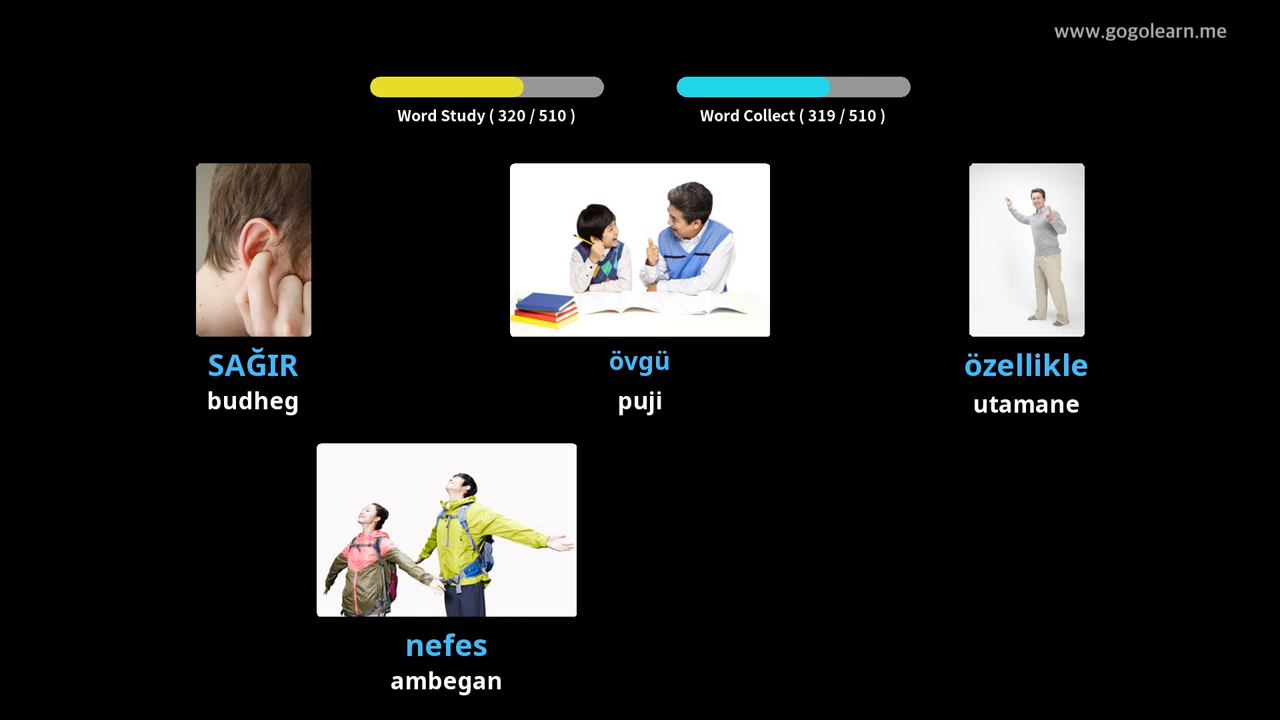 www.gogolearn.me
Word Study ( 320 / 510 )
Word Collect ( 319 / 510 )
SAĞIR
budheg
övgü
puji
özellikle
utamane
nefes
ambegan